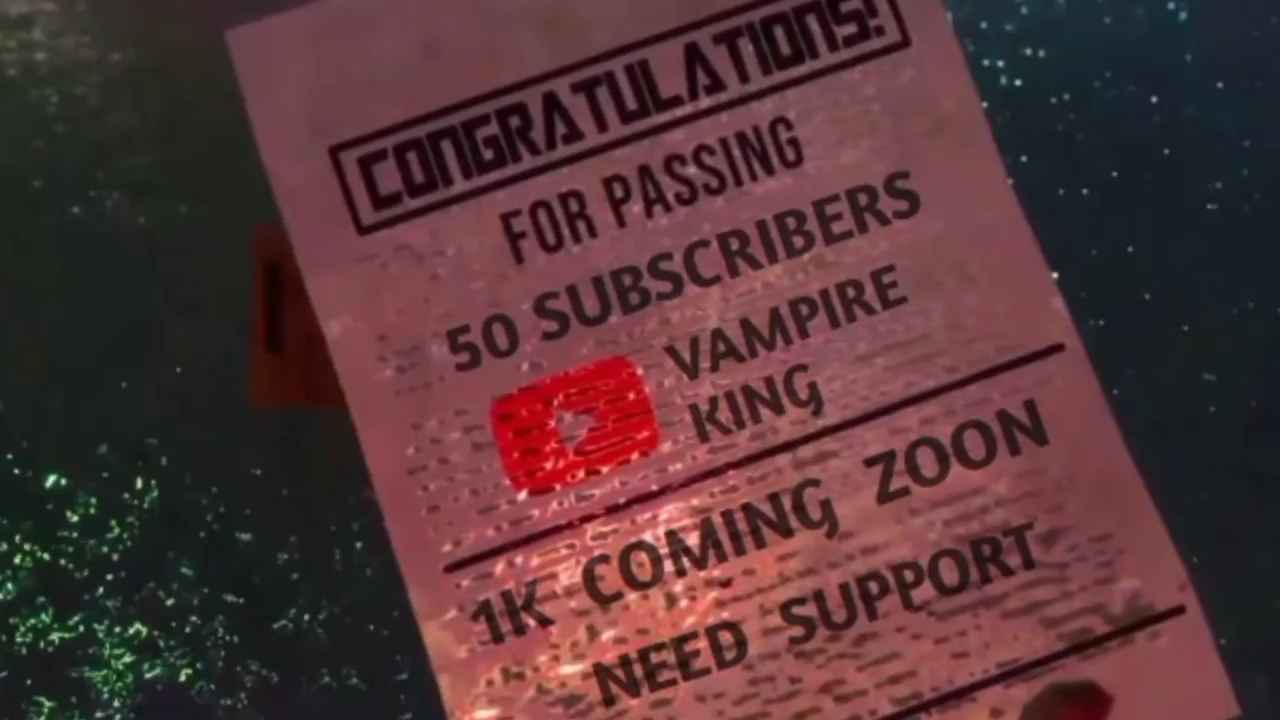 CONGRATULATIONS!
FOR PASSING
50 SUBSCRIBERS
VAMPIRE
KING
1K COMING ZOON
NEED SUPPORT